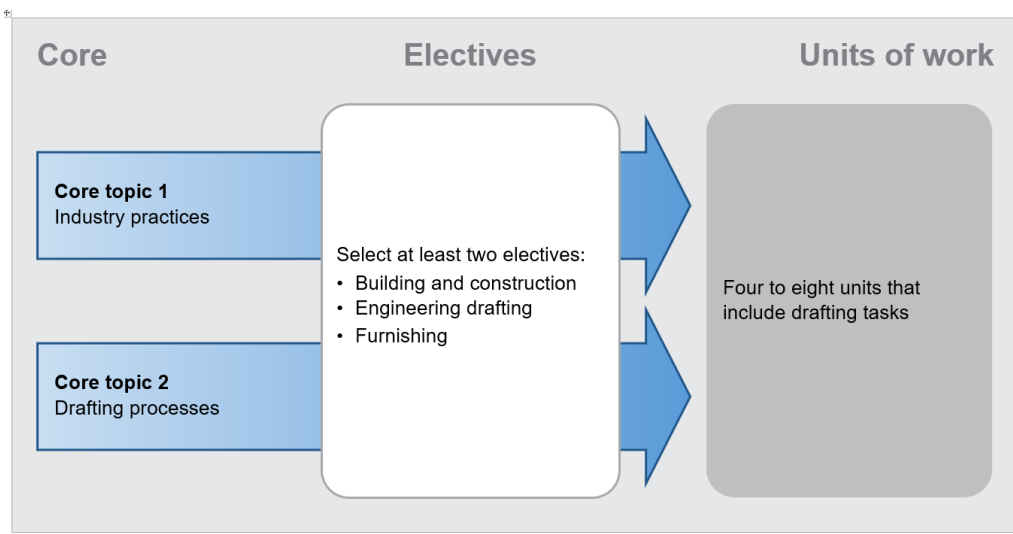 Core
Electives
Units of work
Core topic 1
Industry practices
Select at least two electives:
• Building and construction
• Engineering drafting
• Furnishing
Core topic 2
Drafting processes
Four to eight units that
include drafting tasks